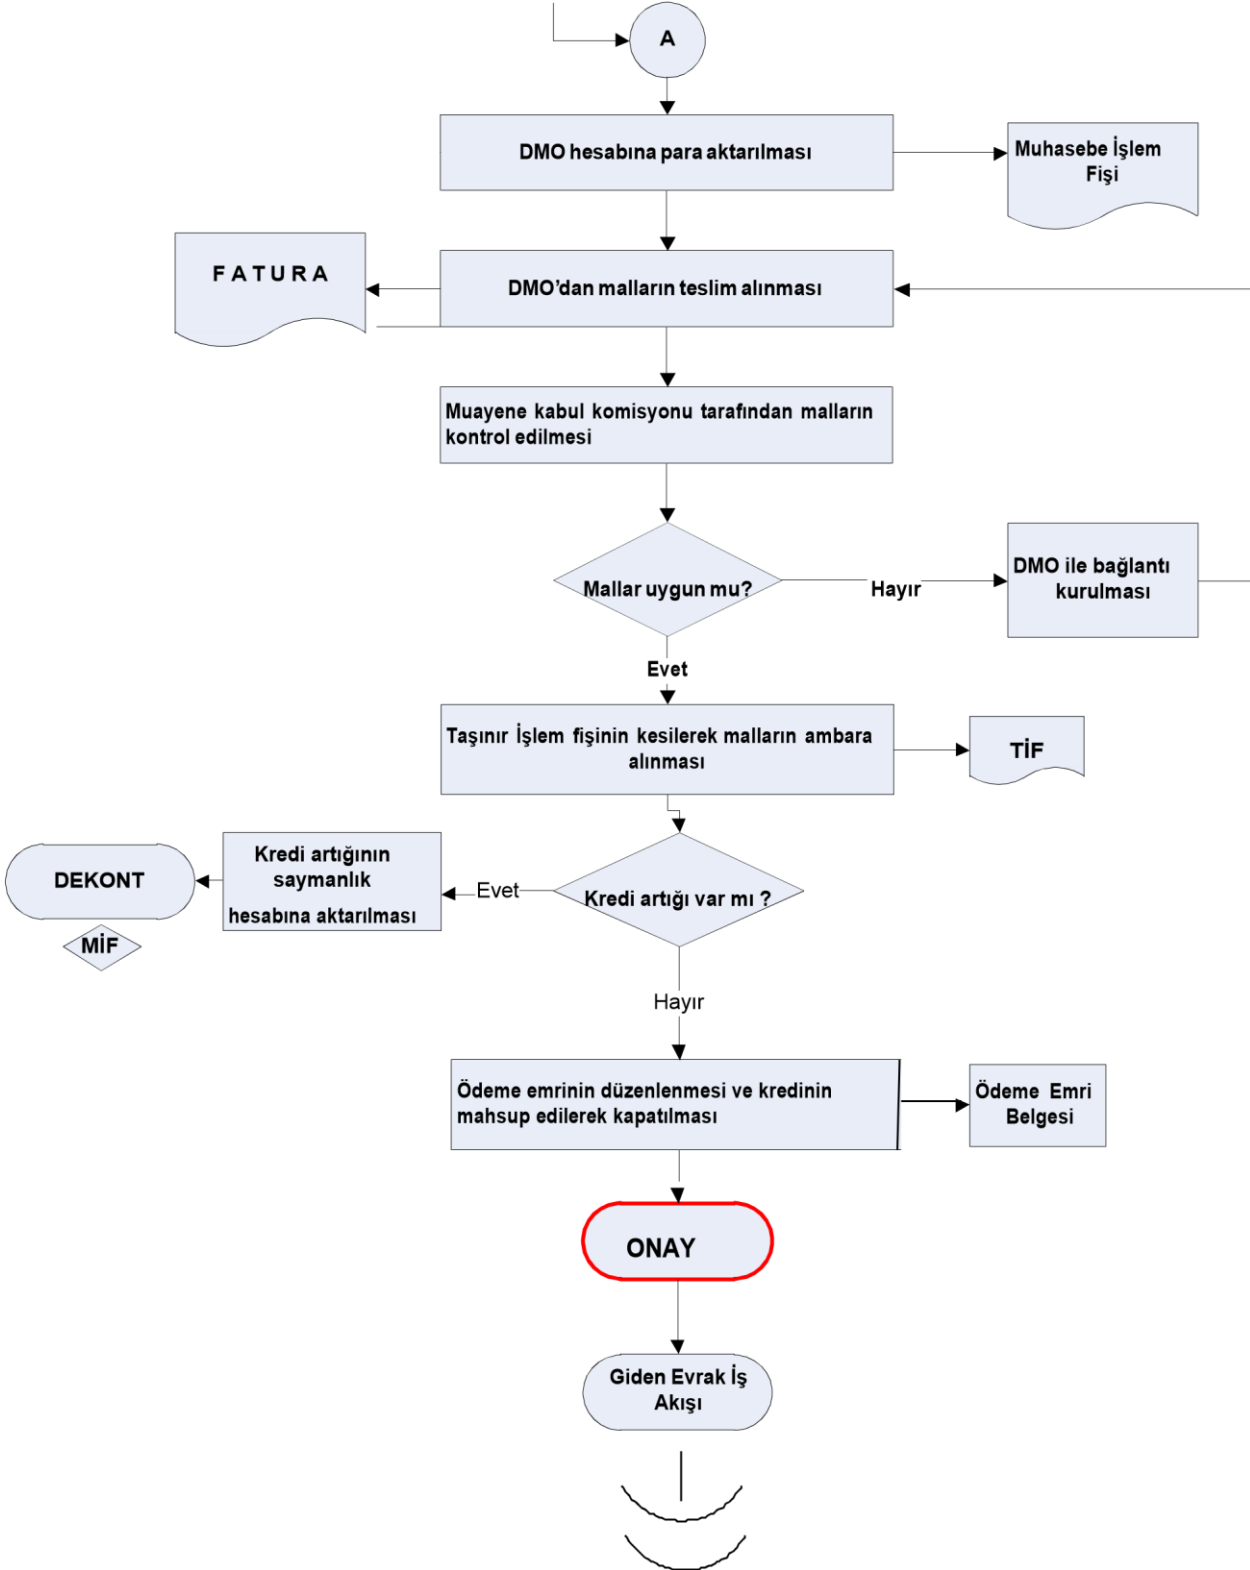 A
DMO hesabına para aktarılması
Muhasebe İşlem
Fişi
F A T U R A
DMO’dan malların teslim alınması
Muayene kabul komisyonu tarafından malların
kontrol edilmesi
Mallar uygun mu?
Hayır
DMO ile bağlantı
kurulması
Evet
Taşınır İşlem fişinin kesilerek malların ambara
alınması
TİF
DEKONT
MİF
Kredi artığının
saymanlık
hesabına aktarılması
Evet
Kredi artığı var mı ?
Hayır
Ödeme emrinin düzenlenmesi ve kredinin
mahsup edilerek kapatılması
Ödeme Emri
Belgesi
ONAY
Giden Evrak İş
Akışı